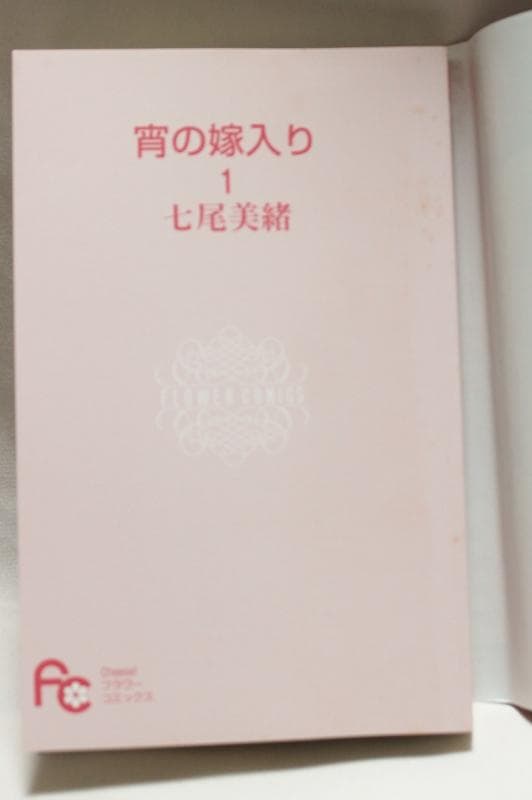 宵の嫁入り
1
七尾美緒
FLOWER COMICS
FC
Cheese!
フラワー
コミックス